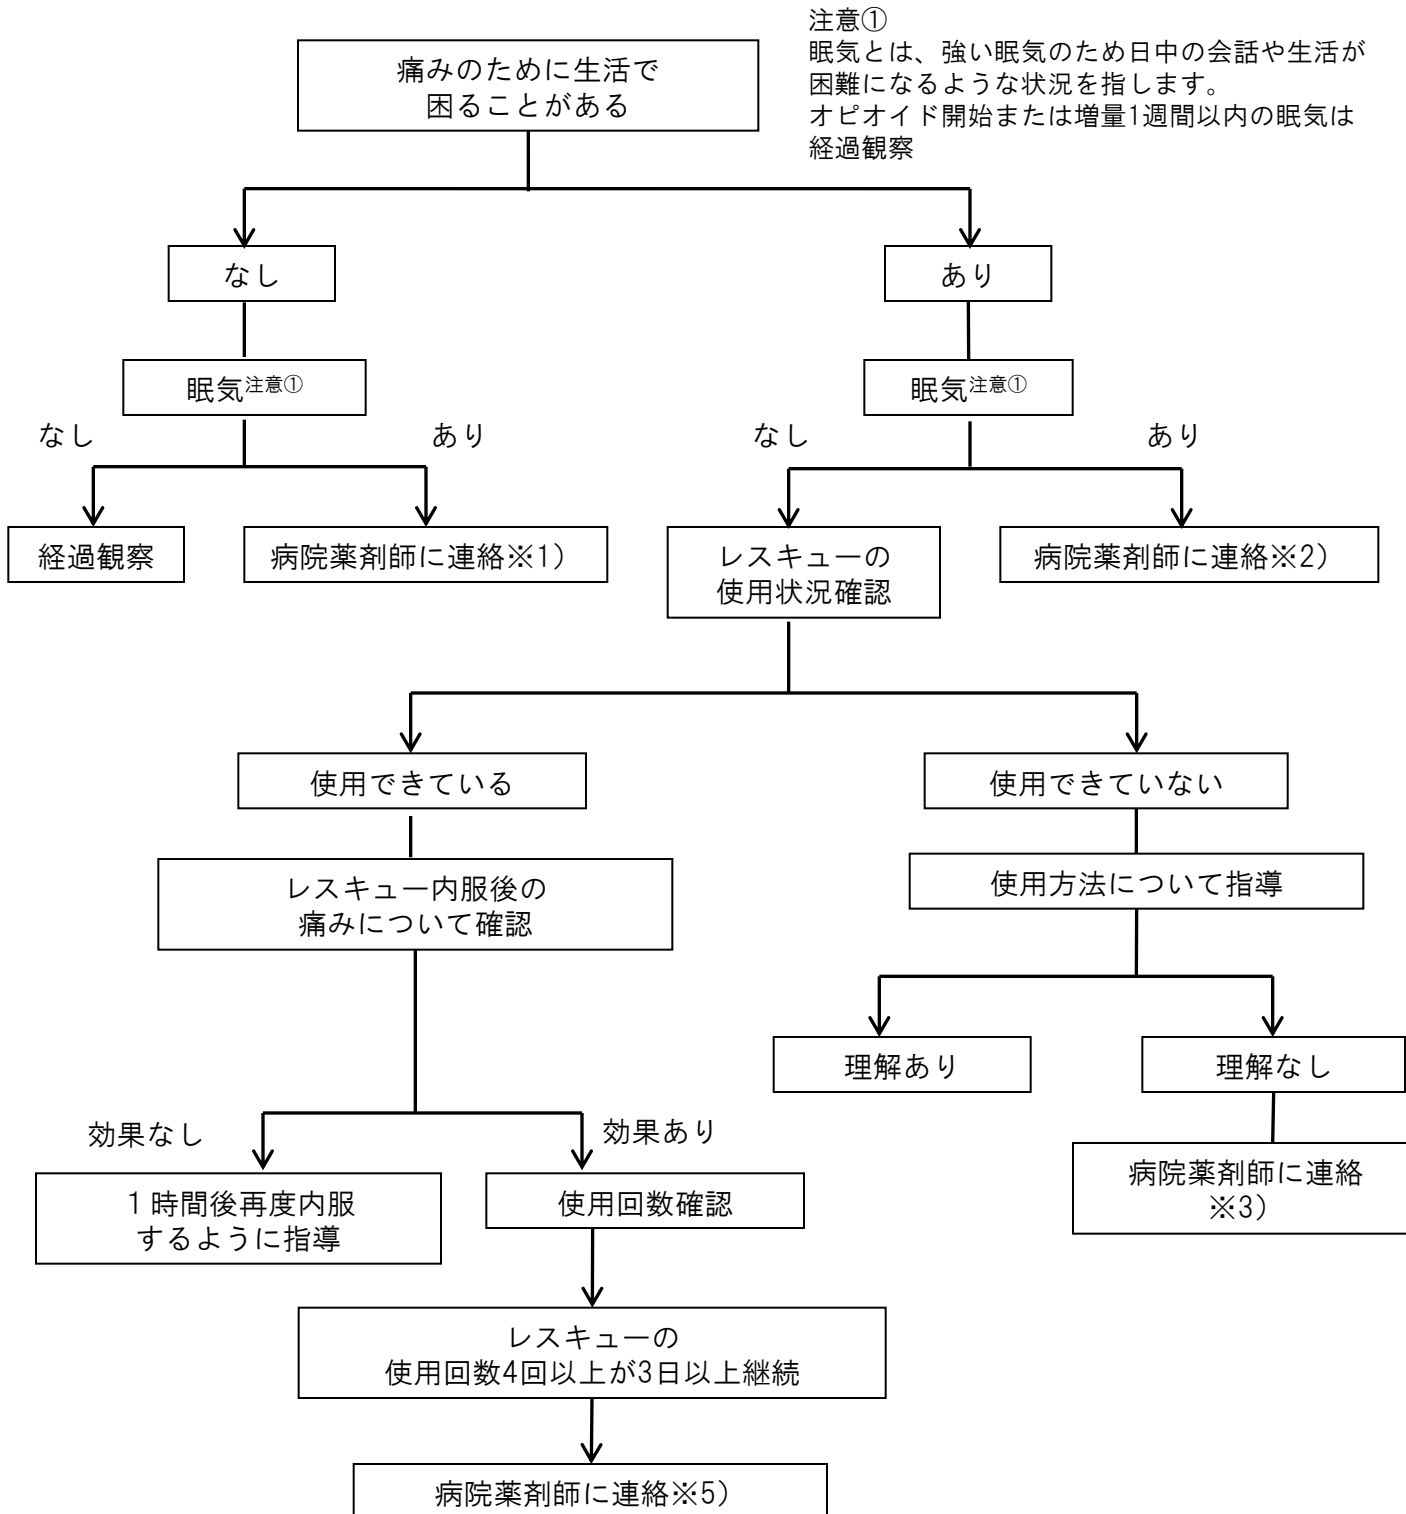 注意①
眠気とは、強い眠気のため日中の会話や生活が
困難になるような状況を指します。
オピオイド開始または増量1週間以内の眠気は
経過観察
痛みのために生活で
困ることがある
なし
あり
眠気注意①
眠気注意①
なし
あり
なし
あり
経過観察
病院薬剤師に連絡※1）
レスキューの
使用状況確認
病院薬剤師に連絡※2）
使用できている
使用できていない
レスキュー内服後の
痛みについて確認
使用方法について指導
理解あり
理解なし
効果なし
効果あり
１時間後再度内服
するように指導
使用回数確認
病院薬剤師に連絡
※3）
レスキューの
使用回数4回以上が3日以上継続
病院薬剤師に連絡※5）